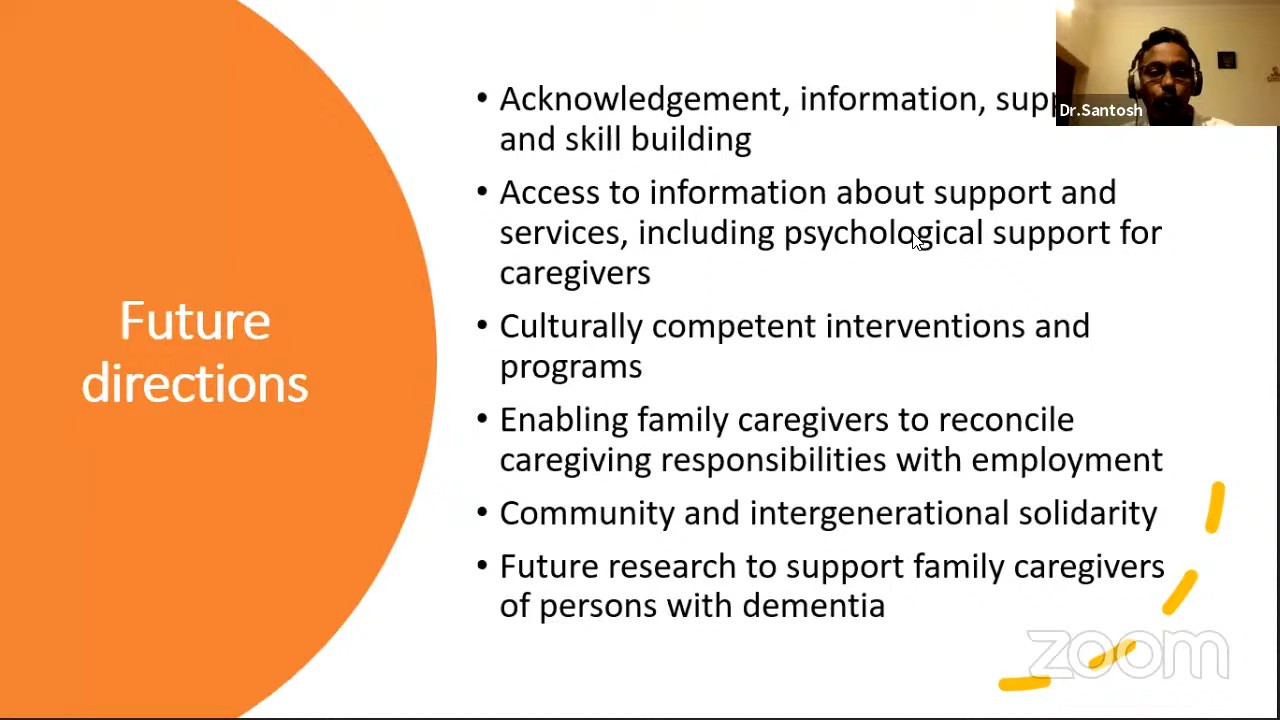 Future
directions
• Acknowledgement, information,
and skill building
• Access to information about support and
services, including psychological support for
caregivers
• Culturally competent interventions and
programs
• Enabling family caregivers to reconcile
caregiving responsibilities with employment
• Community and intergenerational solidarity
• Future research to support family caregivers
of persons with dementia
Dr.Santosh
zoom